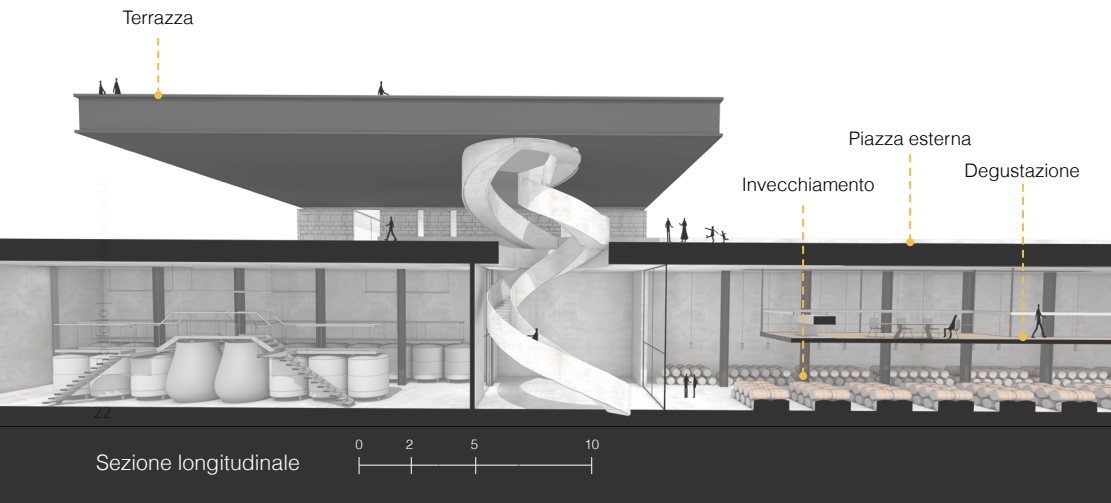 Terrazza
Piazza esterna
Degustazione
Invecchiamento
22
Sezione longitudinale
0 2 5 10